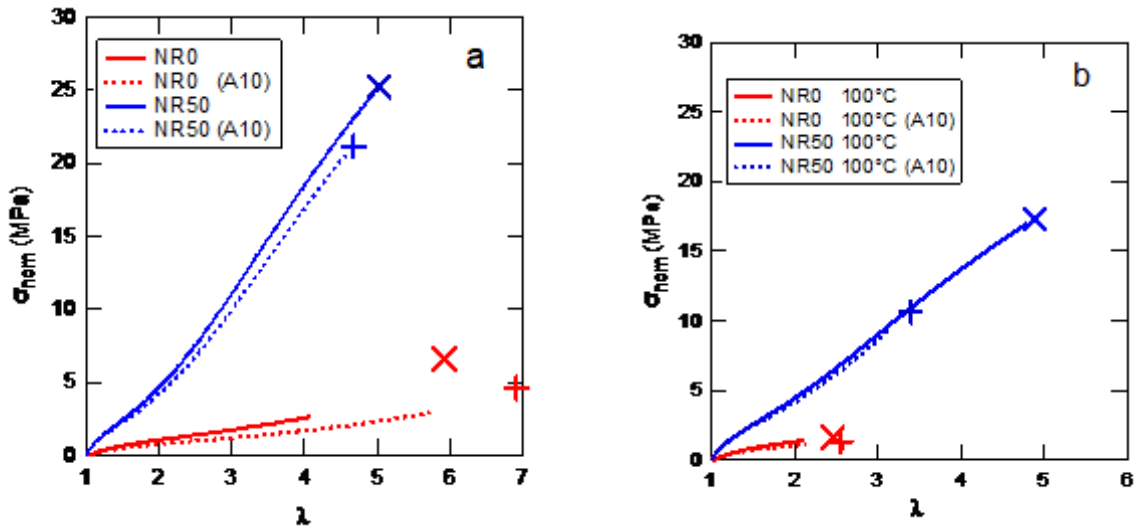 a
30
25
20
15
10
5
0
σnom (MPa)
NR0
NR0 (A10)
NR50
NR50 (A10)
1 2 3 4 5 6 7
λ
b
30
25
20
15
10
5
0
σnom (MPa)
NR0 100°C
NR0 100°C (A10)
NR50 100°C
NR50 100°C (A10)
1 2 3 4 5 6
λ